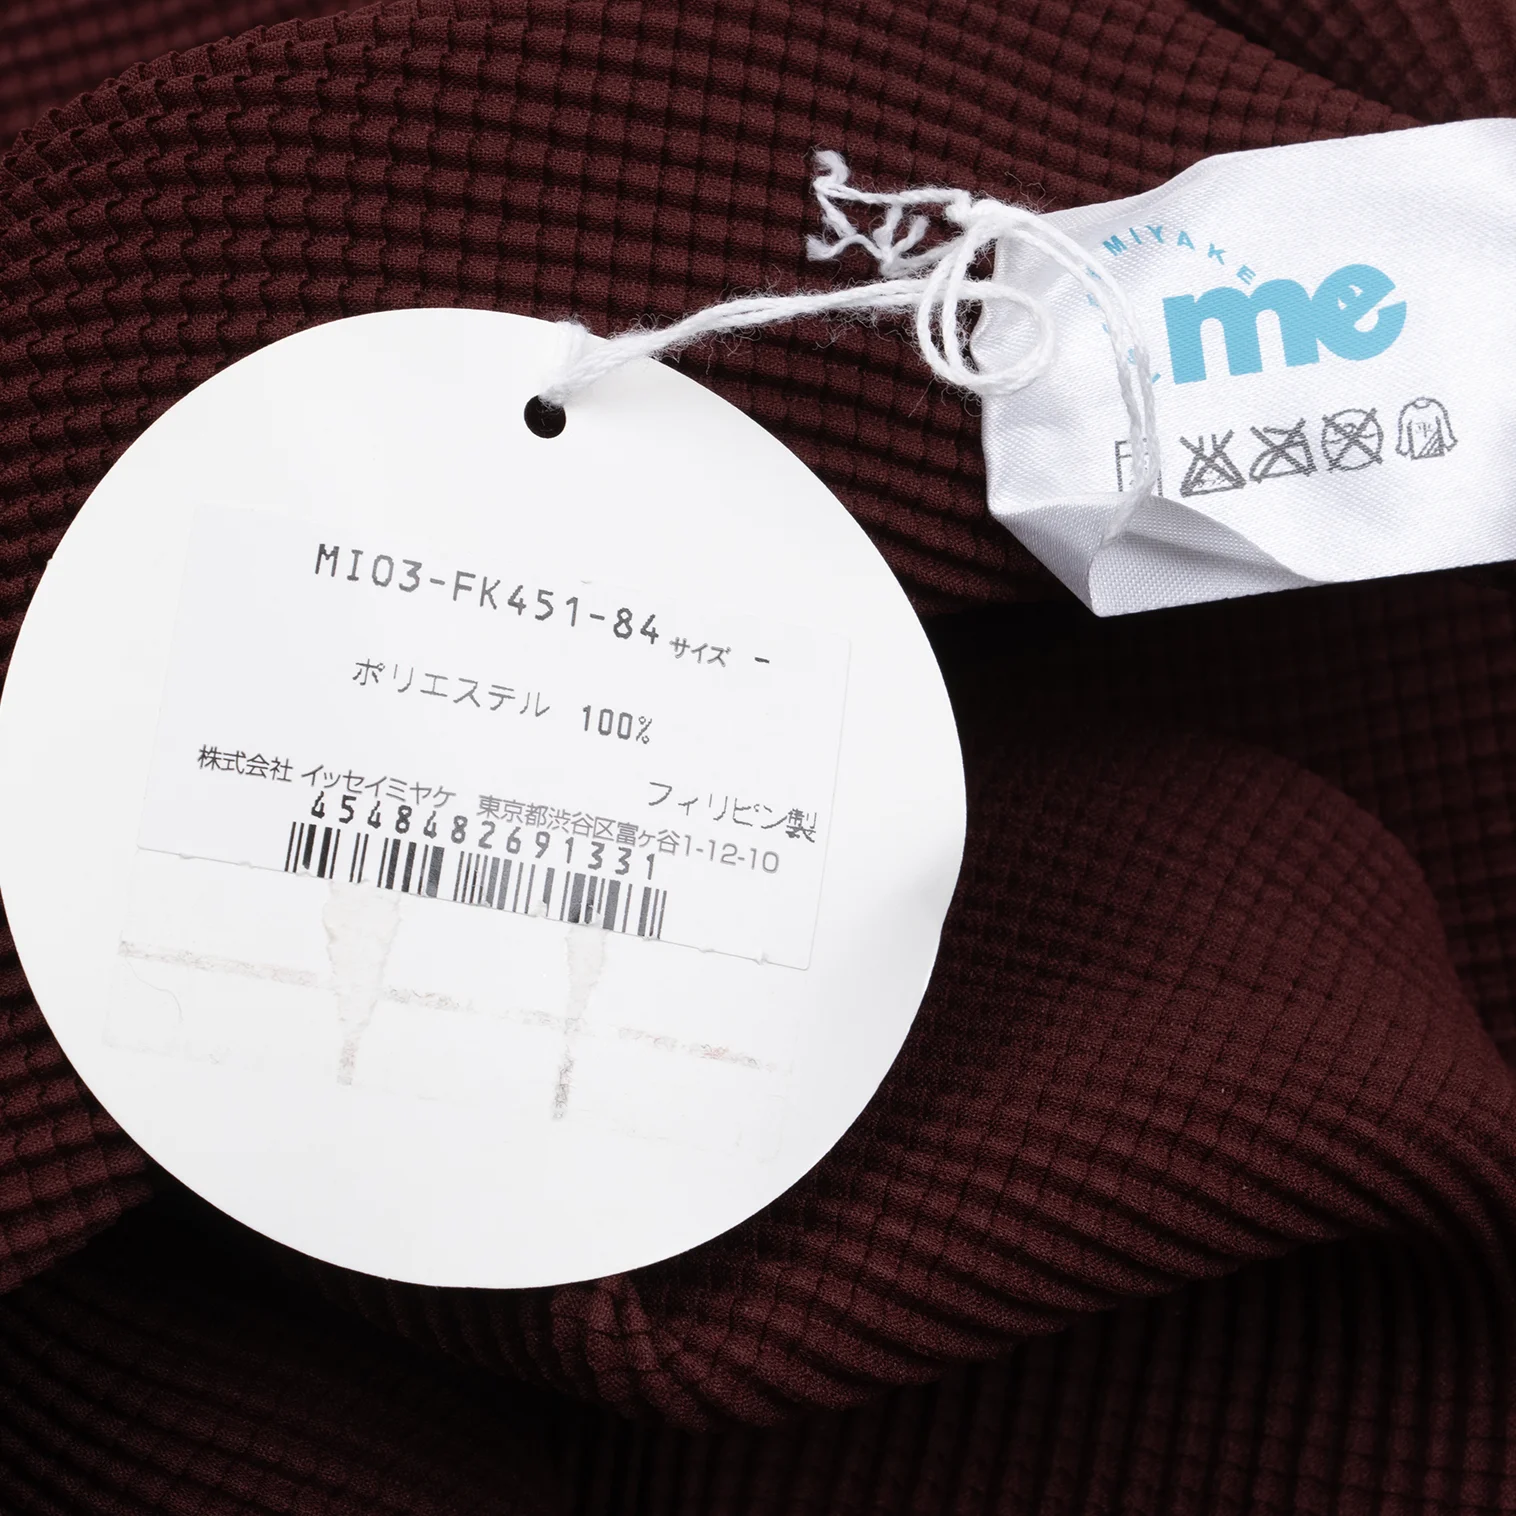 MIYAKE
me
MI03-FK451-84 サイズ -
ポリエステル 100%
フィリピン製
株式会社 イッセイミヤケ 東京都渋谷区富ヶ谷1-12-10
4548482691331